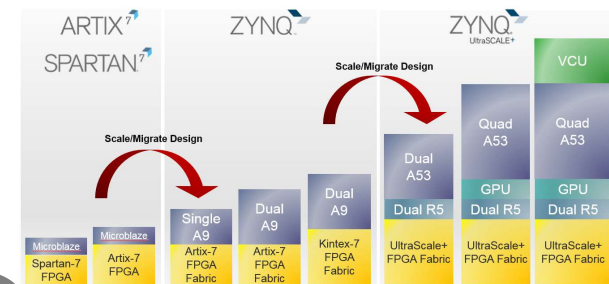 ARTIX 7
SPARTAN 7
ZYNQ
ZYNQ
UltraSCALE+
Scale/Migrate Design
Scale/Migrate Design
Microblaze
Spartan-7
FPGA
Microblaze
Artix-7
FPGA
Single
A9
Artix-7
FPGA
Fabric
Dual
A9
Artix-7
FPGA
Fabric
Dual
A9
Kintex-7
FPGA
Fabric
Dual
A53
Dual R5
UltraScale+
FPGA Fabric
Quad
A53
GPU
Dual R5
UltraScale+
FPGA Fabric
VCU
Quad
A53
GPU
Dual R5
UltraScale+
FPGA Fabric